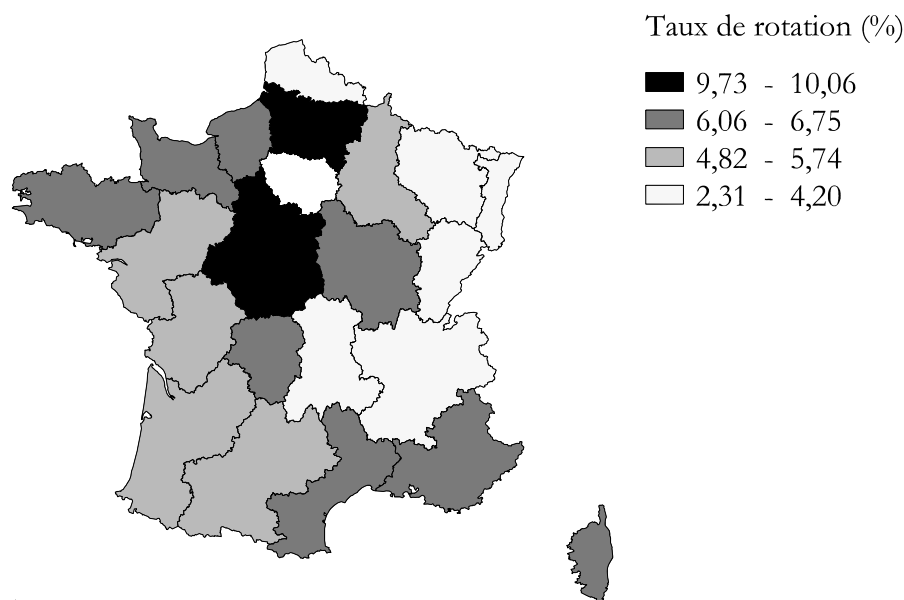 Taux de rotation (%)
9,73 - 10,06
6,06 - 6,75
4,82 - 5,74
2,31 - 4,20